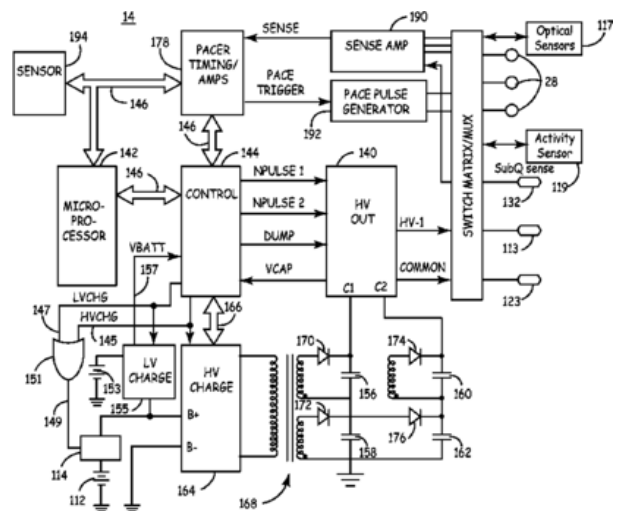 14
194
SENSOR
146
178
PACER
TIMING/
AMPS
SENSE
190
SENSE AMP
PACE
TRIGGER
PACE PULSE
GENERATOR
192
Optical
Sensors
117
28
Activity
Sensor
119
SubQ sense
132
113
123
SWITCH MATRIX/MUX
142
MICRO-
PRO-
CESSOR
146
146
144
CONTROL
NPULSE 1
NPULSE 2
DUMP
VCAP
140
HV
OUT
HV-1
COMMON
C1
C2
VBATT
157
LVCHG
147
HVCHG
145
151
153
LV
CHARGE
155
149
114
112
166
HV
CHARGE
B+
B-
164
168
170
172
174
176
156
158
160
162